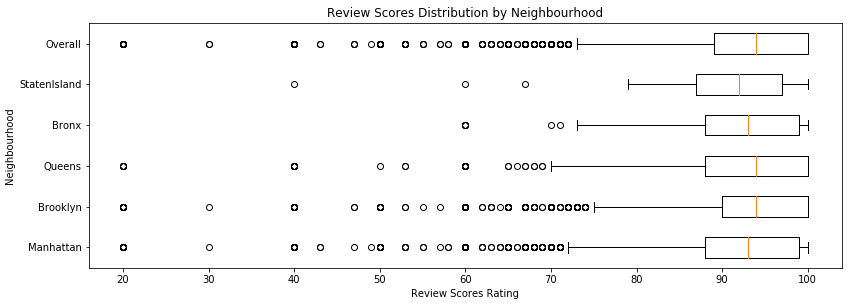 Review Scores Distribution by Neighbourhood
Neighbourhood
Overall
StatenIsland
Bronx
Queens
Brooklyn
Manhattan
20 30 40 50 60 70 80 90 100
Review Scores Rating